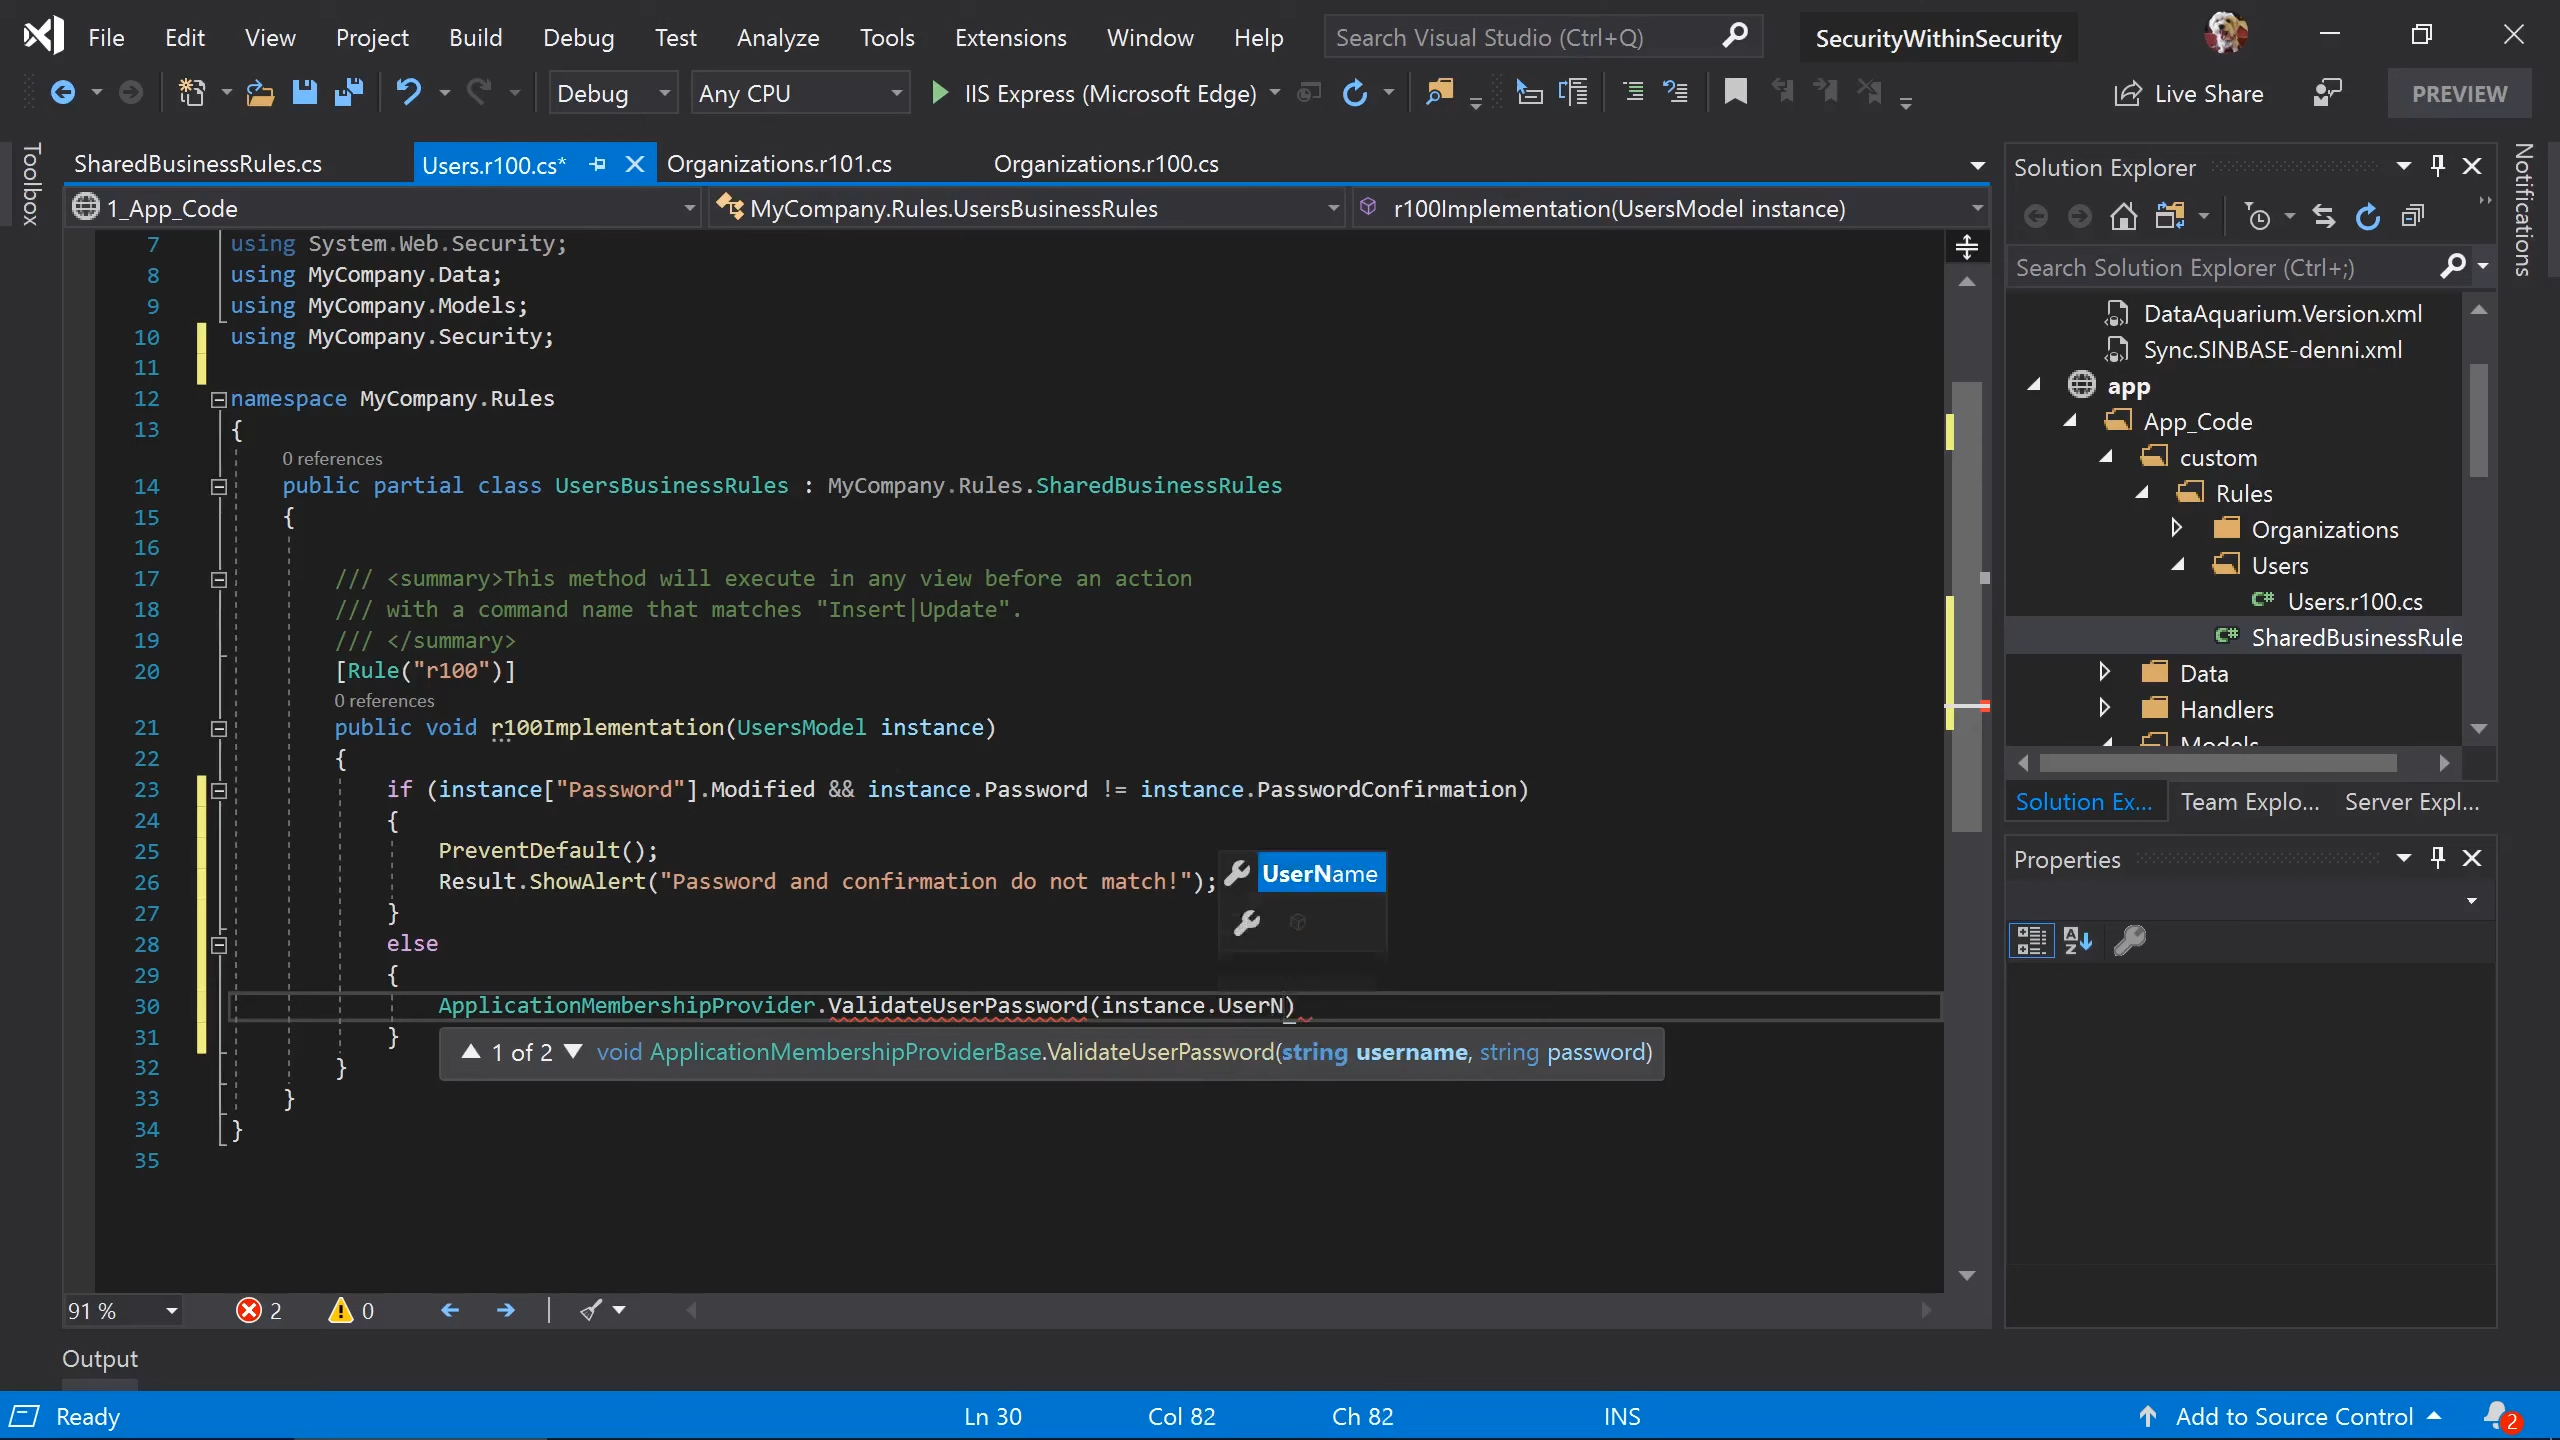 File Edit View Project Build Debug Test Analyze Tools Extensions Window Help Search Visual Studio (Ctrl+Q) SecurityWithinSecurity
Debug Any CPU IIS Express (Microsoft Edge) Live Share PREVIEW
Toolbox
SharedBusinessRules.cs Users.r100.cs* Organizations.r101.cs Organizations.r100.cs
1_App_Code MyCompany.Rules.UsersBusinessRules r100Implementation(UsersModel instance)
7 using System.Web.Security;
8 using MyCompany.Data;
9 using MyCompany.Models;
10 using MyCompany.Security;
11
12 namespace MyCompany.Rules
13 {
0 references
14 public partial class UsersBusinessRules : MyCompany.Rules.SharedBusinessRules
15 {
16
17 /// <summary>This method will execute in any view before an action
18 /// with a command name that matches "Insert|Update".
19 /// </summary>
20 [Rule("r100")]
0 references
21 public void r100Implementation(UsersModel instance)
22 {
23 if (instance["Password"].Modified && instance.Password != instance.PasswordConfirmation)
24 {
25 PreventDefault();
26 Result.ShowAlert("Password and confirmation do not match!");
UserName
27 }
28 else
29 {
30 ApplicationMembershipProvider.ValidateUserPassword(instance.UserN)
31 }
1 of 2 void ApplicationMembershipProviderBase.ValidateUserPassword(string username, string password)
32 }
33 }
34 }
35
91 % 2 0
Output
Ready Ln 30 Col 82 Ch 82 INS Add to Source Control 2
Solution Explorer
Search Solution Explorer (Ctrl+;)
DataAquarium.Version.xml
Sync.SINBASE-denni.xml
app
App_Code
custom
Rules
Organizations
Users
C# Users.r100.cs
C# SharedBusinessRule
Data
Handlers
Models
Solution Ex... Team Explo... Server Expl...
Properties
Notifications